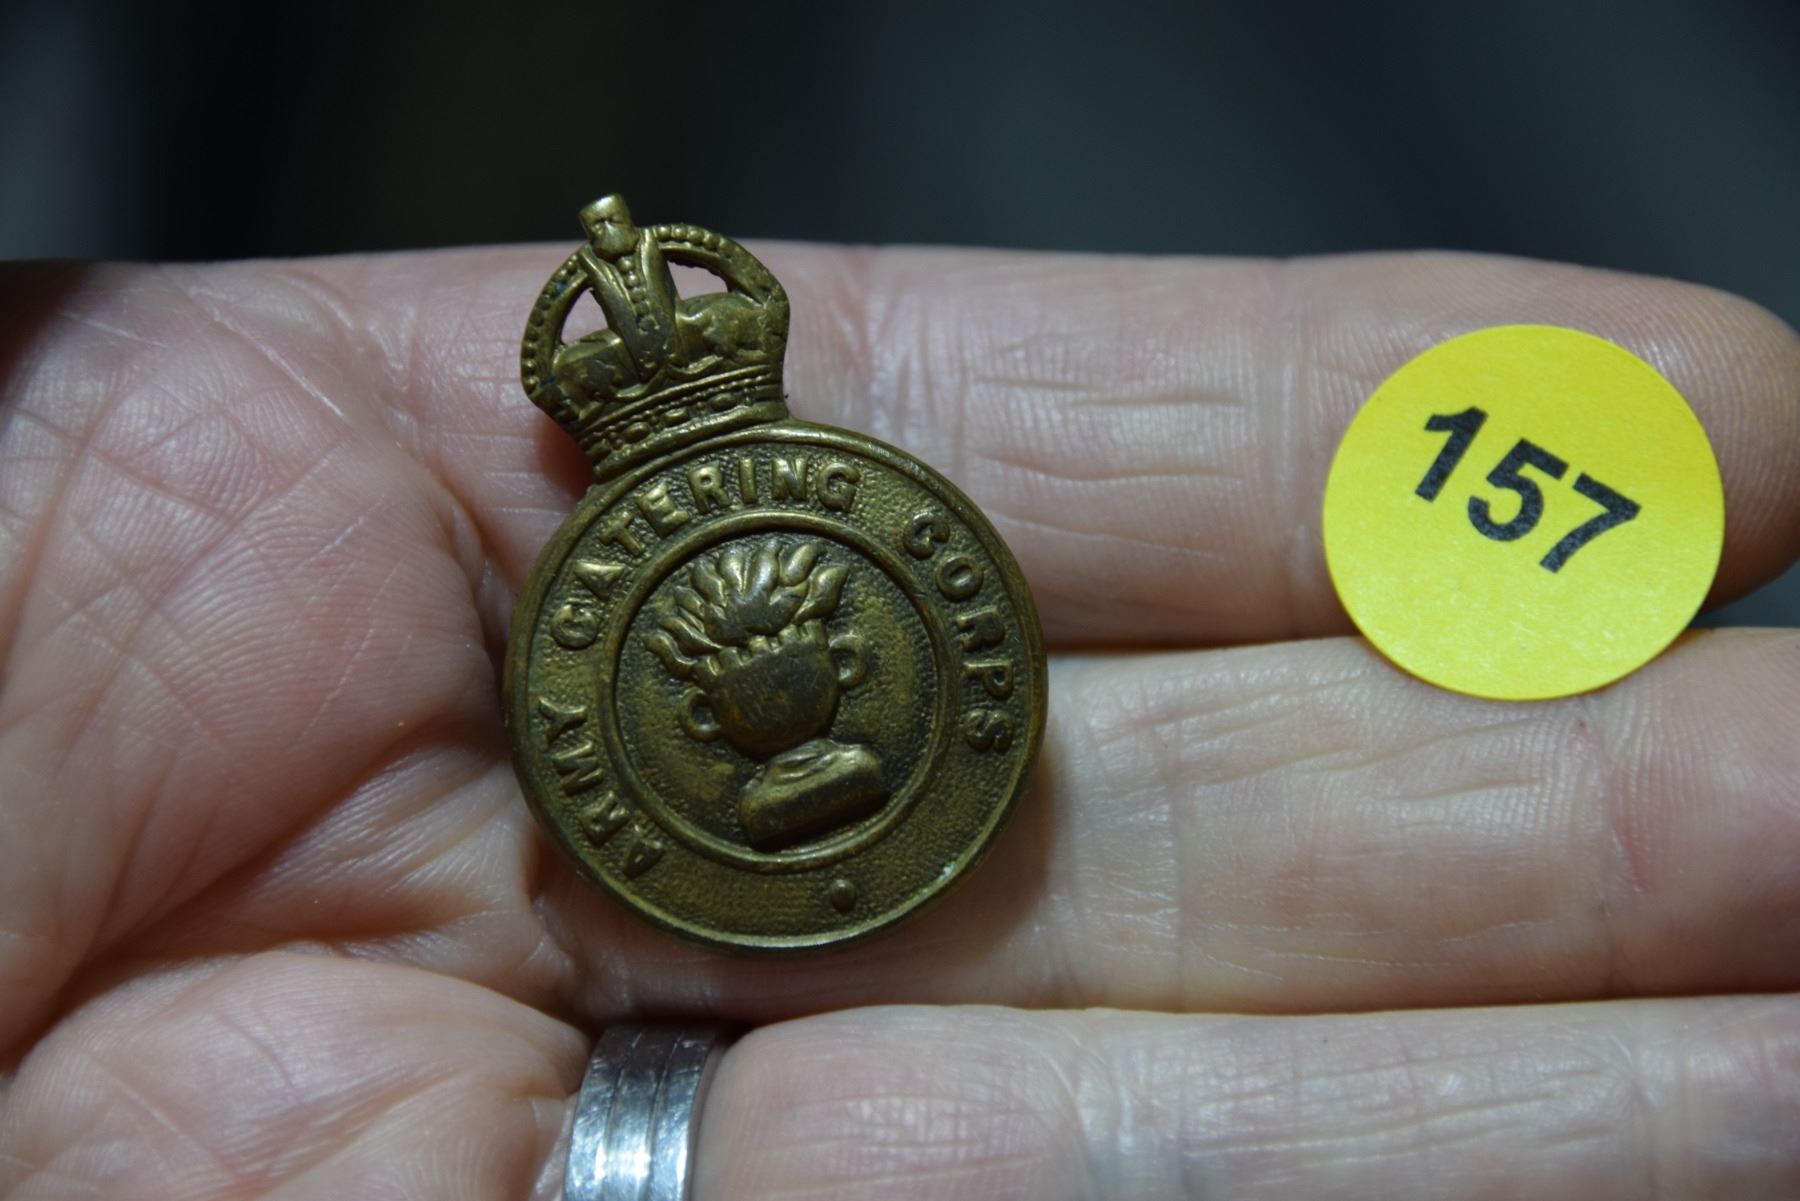 ARMY CATERING CORPS
157